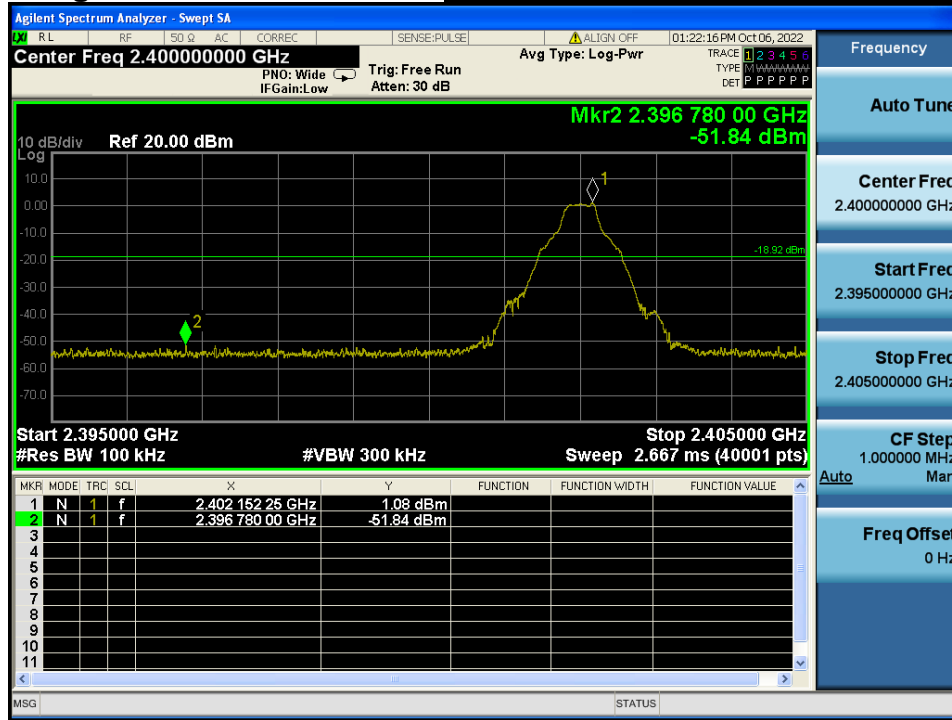 Agilent Spectrum Analyzer - Swept SA
LXI RL RF 50 Ω AC CORREC SENSE:PULSE ALIGN OFF 01:22:16 PM Oct 06, 2022
Center Freq 2.400000000 GHz
PNO: Wide
IFGain:Low
Trig: Free Run
Atten: 30 dB
Avg Type: Log-Pwr
TRACE 1 2 3 4 5 6
TYPE M W W W W W
DET P P P P P P
Mkr2 2.396 780 00 GHz
-51.84 dBm
10 dB/div Ref 20.00 dBm
Log
10.0
0.00
-10.0
-20.0
-30.0
-40.0
-50.0
-60.0
-70.0
1
2
-18.92 dBm
Start 2.395000 GHz Stop 2.405000 GHz
#Res BW 100 kHz #VBW 300 kHz Sweep 2.667 ms (40001 pts)
MKR MODE TRC SCL X Y FUNCTION FUNCTION WIDTH FUNCTION VALUE
1 N 1 f 2.402 152 25 GHz 1.08 dBm
2 N 1 f 2.396 780 00 GHz -51.84 dBm
3
4
5
6
7
8
9
10
11
MSG STATUS
Frequency
Auto Tune
Center Freq
2.400000000 GHz
Start Freq
2.395000000 GHz
Stop Freq
2.405000000 GHz
CF Step
1.000000 MHz
Auto Man
Freq Offset
0 Hz